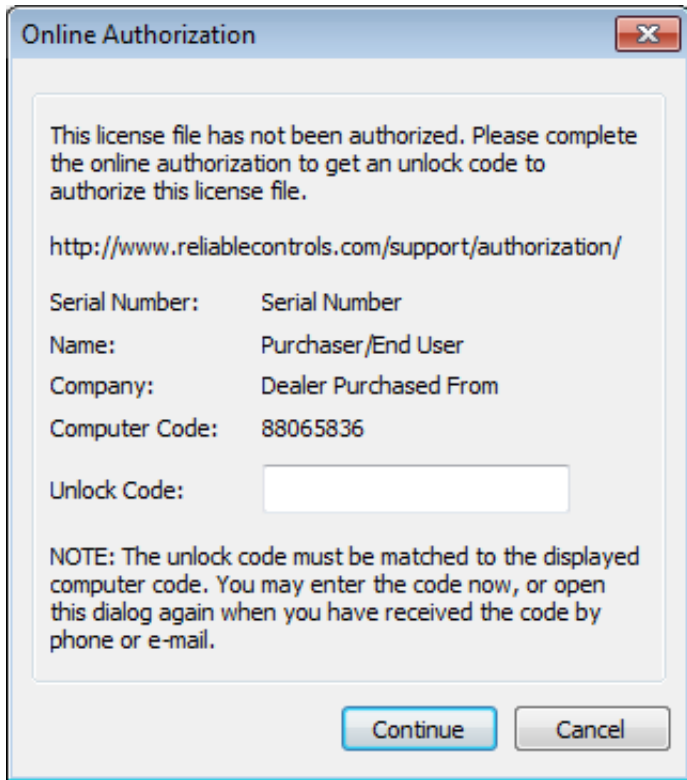 Online Authorization
This license file has not been authorized. Please complete
the online authorization to get an unlock code to
authorize this license file.
http://www.reliablecontrols.com/support/authorization/
Serial Number: Serial Number
Name: Purchaser/End User
Company: Dealer Purchased From
Computer Code: 88065836
Unlock Code:
NOTE: The unlock code must be matched to the displayed
computer code. You may enter the code now, or open
this dialog again when you have received the code by
phone or e-mail.
Continue Cancel